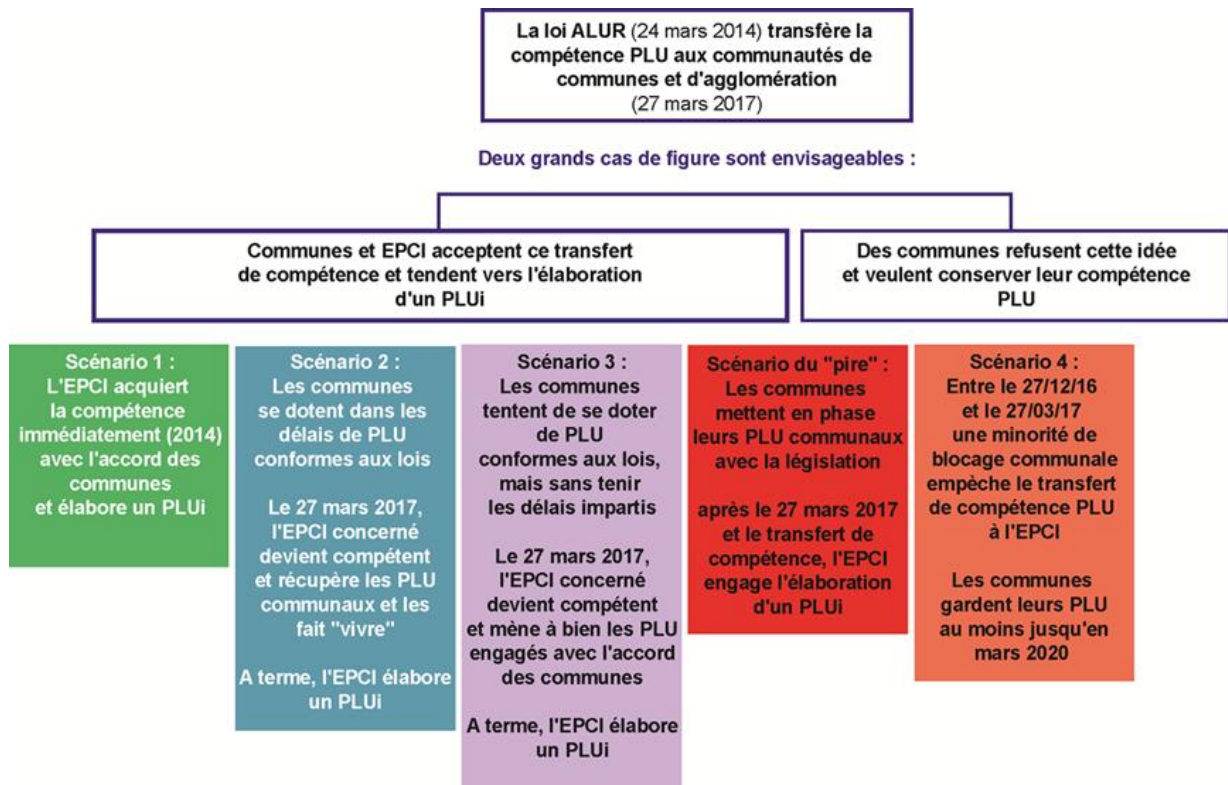 La loi ALUR (24 mars 2014) transfère la
compétence PLU aux communautés de
communes et d'agglomération
(27 mars 2017)
Deux grands cas de figure sont envisageables :
Communes et EPCI acceptent ce transfert
de compétence et tendent vers l'élaboration
d'un PLUi
Des communes refusent cette idée
et veulent conserver leur compétence
PLU
Scénario 1 :
L'EPCI acquiert
la compétence
immédiatement (2014)
avec l'accord des
communes
et élabore un PLUi
Scénario 2 :
Les communes
se dotent dans les
délais de PLU
conformes aux lois
Le 27 mars 2017,
l'EPCI concerné
devient compétent
et récupère les PLU
communaux et les
fait "vivre"
A terme, l'EPCI élabore
un PLUi
Scénario 3 :
Les communes
tentent de se doter
de PLU
conformes aux lois,
mais sans tenir
les délais impartis
Le 27 mars 2017,
l'EPCI concerné
devient compétent
et mène à bien les PLU
engagés avec l'accord
des communes
A terme, l'EPCI élabore
un PLUi
Scénario du "pire" :
Les communes
mettent en phase
leurs PLU communaux
avec la législation
après le 27 mars 2017
et le transfert de
compétence, l'EPCI
engage l'élaboration
d'un PLUi
Scénario 4 :
Entre le 27/12/16
et le 27/03/17
une minorité de
blocage communale
empèche le transfert
de compétence PLU
à l'EPCI
Les communes
gardent leurs PLU
au moins jusqu'en
mars 2020